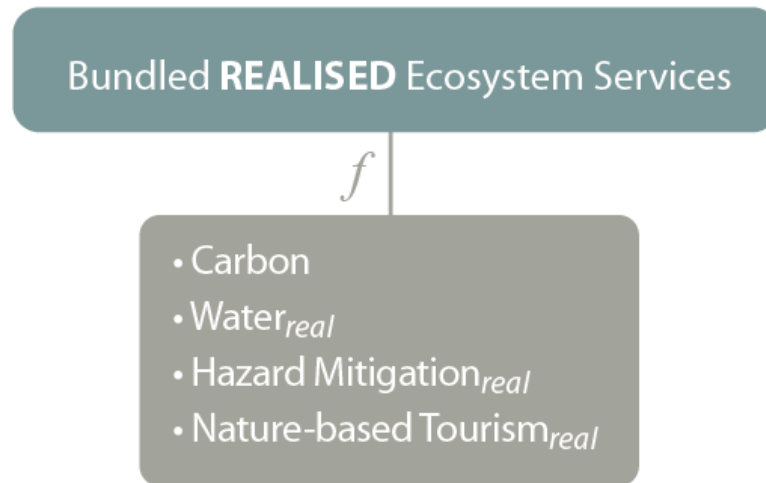 Bundled REALISED Ecosystem Services
f
• Carbon
• Waterreal
• Hazard Mitigationreal
• Nature-based Tourismreal